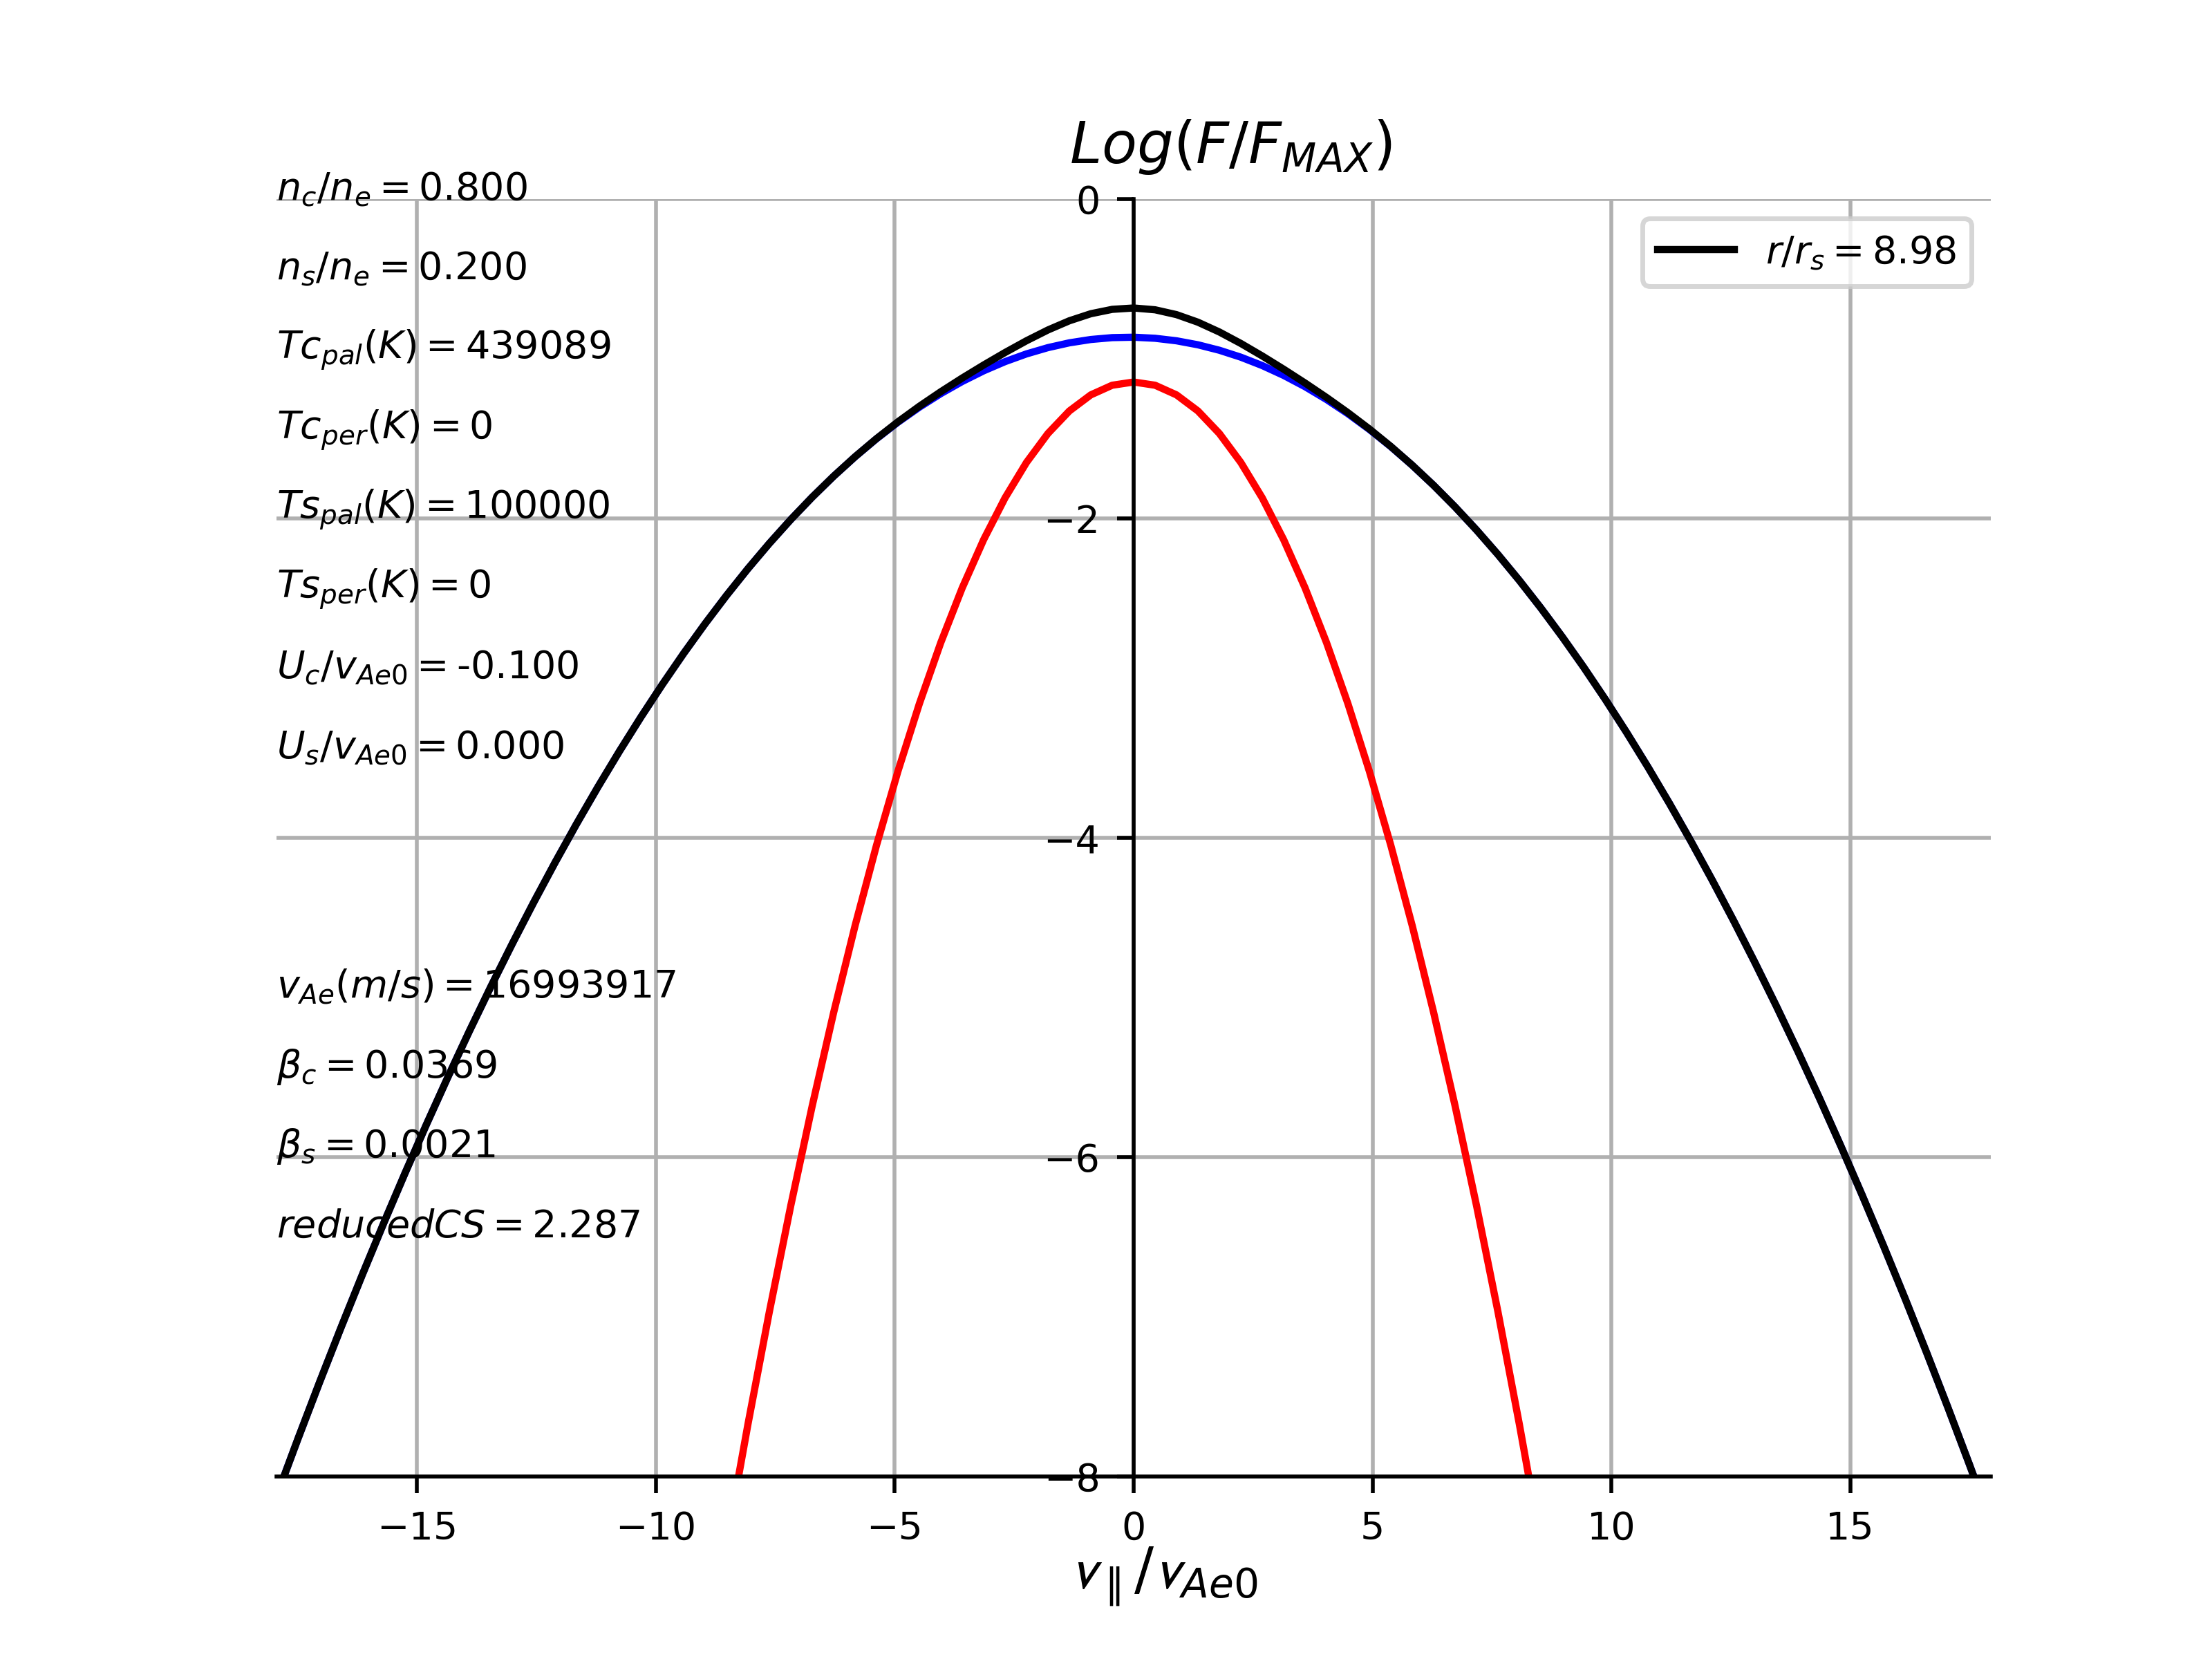 Log(F/F_MAX)
n_c/n_e = 0.800
n_s/n_e = 0.200
Tc_pal(K) = 439089
Tc_per(K) = 0
Ts_pal(K) = 100000
Ts_per(K) = 0
U_c/v_Ae0 = -0.100
U_s/v_Ae0 = 0.000
v_Ae(m/s) = 16993917
β_c = 0.0369
β_s = 0.0021
reducedCS = 2.287
r/r_s = 8.98
0
−2
−4
−6
−8
−15 −10 −5 0 5 10 15
v_∥/v_Ae0